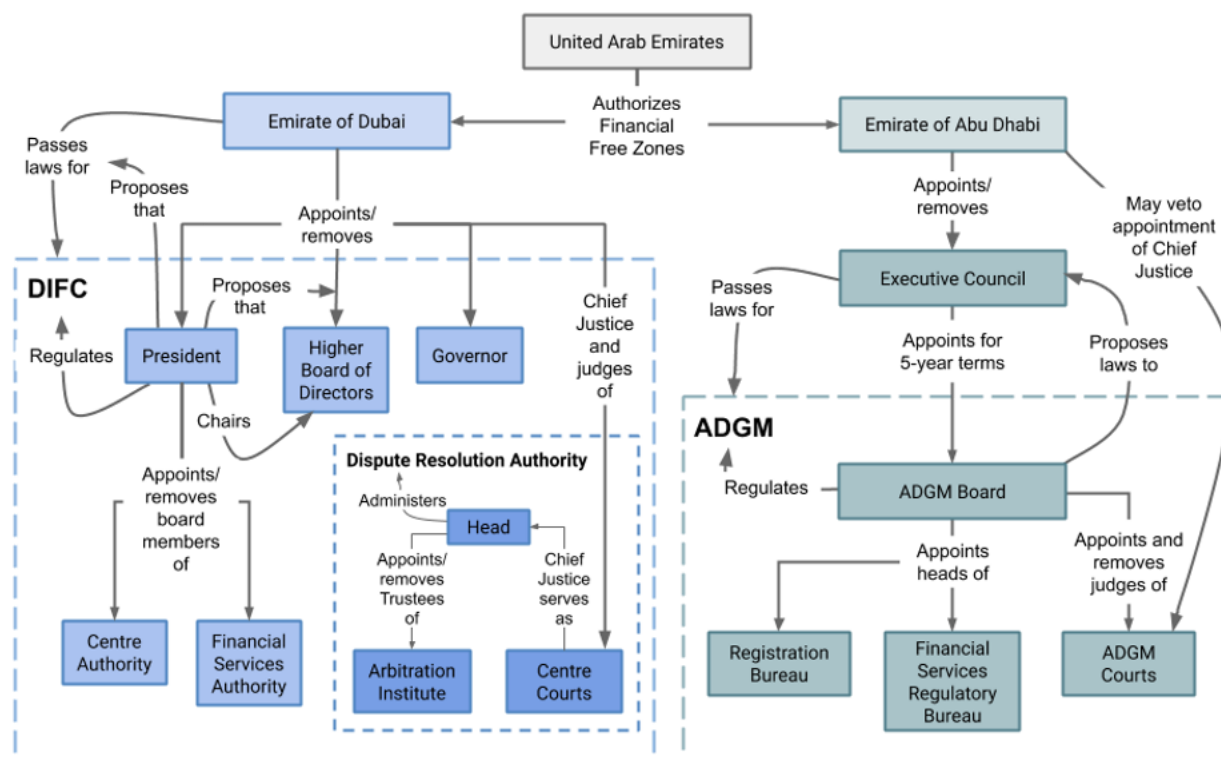 United Arab Emirates
Authorizes
Financial
Free Zones
Emirate of Dubai
Emirate of Abu Dhabi
Passes
laws for
Proposes
that
Appoints/
removes
Appoints/
removes
May veto
appointment
of Chief
Justice
DIFC
Proposes
that
Chief
Justice
and
judges
of
Executive Council
Passes
laws for
Regulates
President
Higher
Board of
Directors
Governor
Appoints for
5-year terms
Proposes
laws to
Chairs
ADGM
Appoints/
removes
board
members
of
Dispute Resolution Authority
Administers
Head
Appoints/
removes
Trustees
of
Chief
Justice
serves
as
Regulates
ADGM Board
Appoints
heads of
Appoints and
removes
judges of
Centre
Authority
Financial
Services
Authority
Arbitration
Institute
Centre
Courts
Registration
Bureau
Financial
Services
Regulatory
Bureau
ADGM
Courts